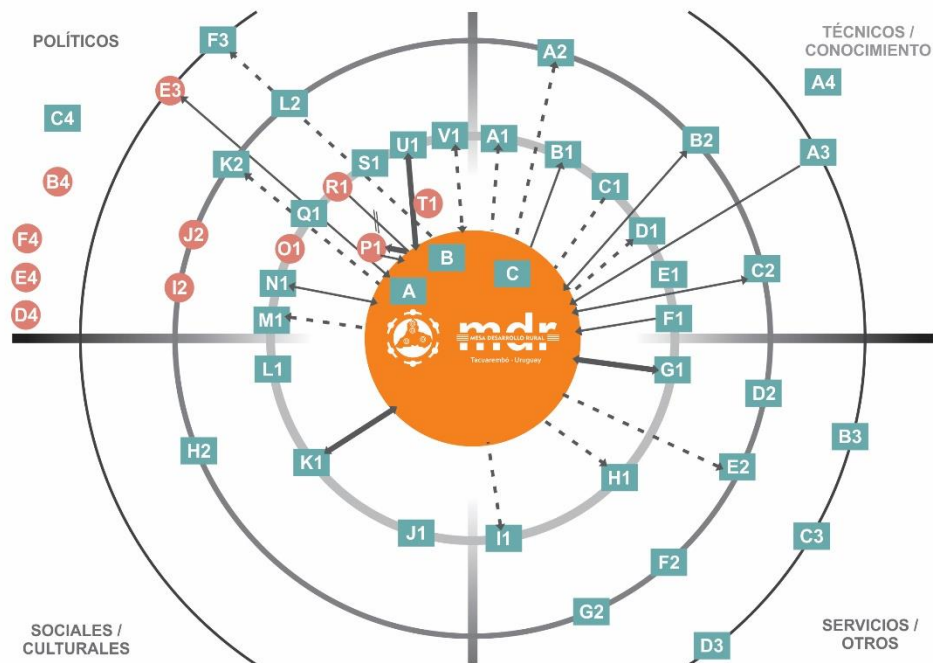 POLÍTICOS
TÉCNICOS /
CONOCIMIENTO
F3
A2
E3
A4
L2
C4
V1
A1
U1
B2
B1
A3
S1
K2
R1
C1
B4
T1
Q1
D1
J2
F4
O1
P1
B
C
C2
E1
E4
N1
A
I2
D4
M1
F1
mdr
MESA DESARROLLO RURAL
Tacuarembó - Uruguay
L1
G1
D2
B3
H2
K1
E2
H1
J1
I1
C3
F2
G2
D3
SOCIALES /
CULTURALES
SERVICIOS /
OTROS